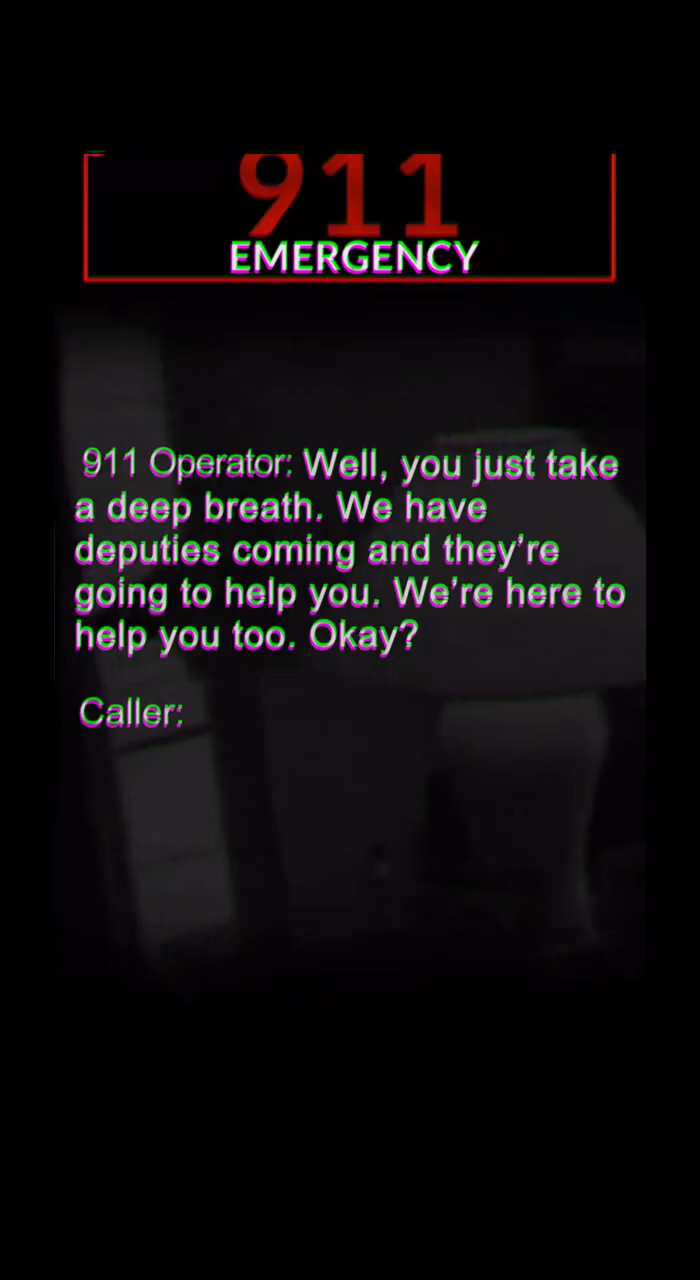 911
EMERGENCY
911 Operator: Well, you just take
a deep breath. We have
deputies coming and they’re
going to help you. We’re here to
help you too. Okay?
Caller: